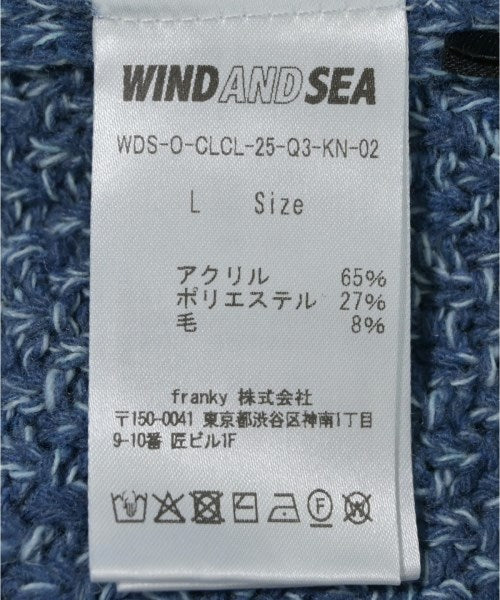 WIND AND SEA
WDS-O-CLCL-25-Q3-KN-02
L Size
アクリル 65%
ポリエステル 27%
毛 8%
franky 株式会社
〒150-0041 東京都渋谷区神南1丁目
9-10番 匠ビル1F
F W